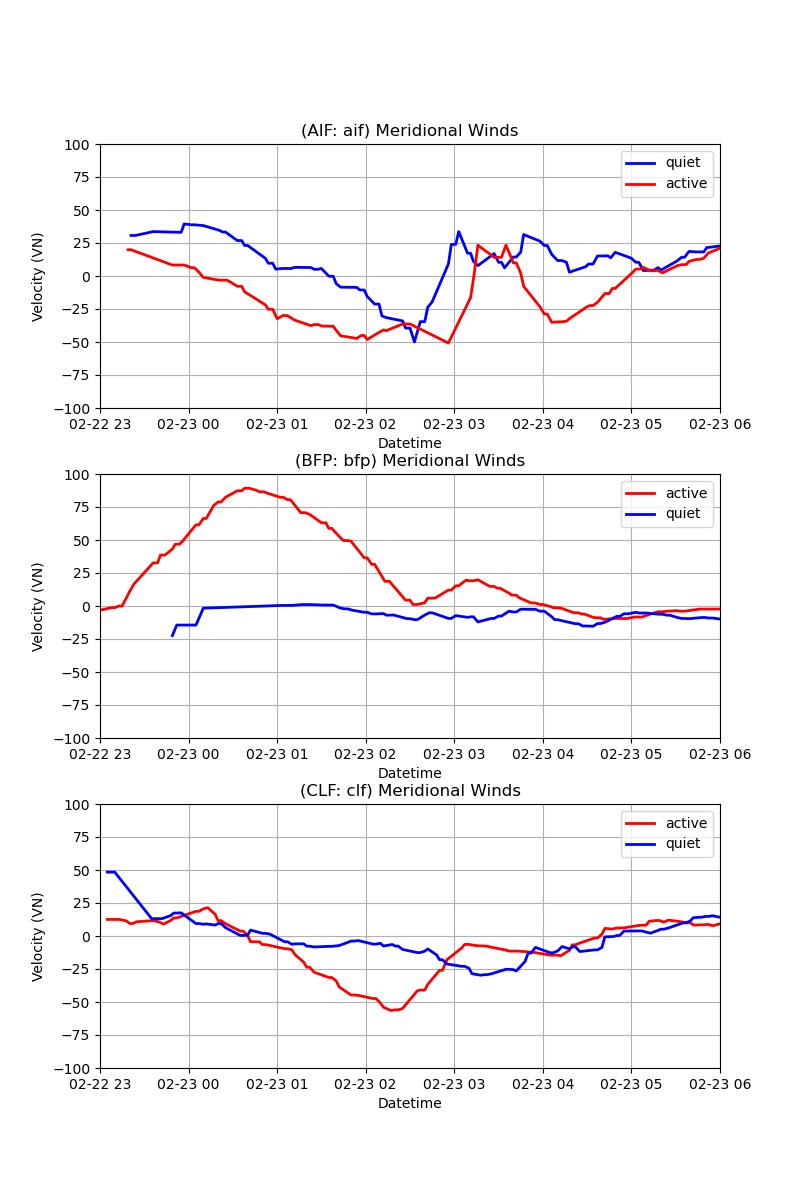 (AIF: aif) Meridional Winds
100
75
50
25
0
−25
−50
−75
−100
Velocity (VN)
quiet
active
02-22 23 02-23 00 02-23 01 02-23 02 02-23 03 02-23 04 02-23 05 02-23 06
Datetime
(BFP: bfp) Meridional Winds
100
75
50
25
0
−25
−50
−75
−100
Velocity (VN)
active
quiet
02-22 23 02-23 00 02-23 01 02-23 02 02-23 03 02-23 04 02-23 05 02-23 06
Datetime
(CLF: clf) Meridional Winds
100
75
50
25
0
−25
−50
−75
−100
Velocity (VN)
active
quiet
02-22 23 02-23 00 02-23 01 02-23 02 02-23 03 02-23 04 02-23 05 02-23 06
Datetime